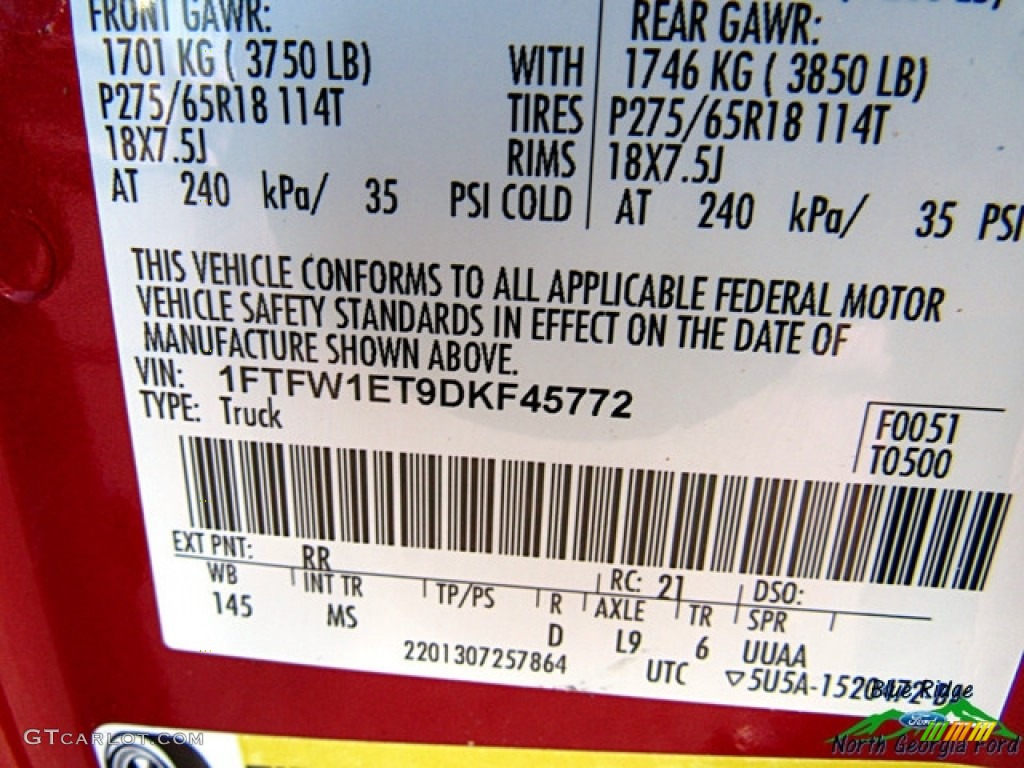 FRONT GAWR: REAR GAWR:
1701 KG ( 3750 LB) WITH 1746 KG ( 3850 LB)
P275/65R18 114T TIRES P275/65R18 114T
18X7.5J RIMS 18X7.5J
AT 240 kPa/ 35 PSI COLD AT 240 kPa/ 35 PSI
THIS VEHICLE CONFORMS TO ALL APPLICABLE FEDERAL MOTOR
VEHICLE SAFETY STANDARDS IN EFFECT ON THE DATE OF
MANUFACTURE SHOWN ABOVE.
VIN: 1FTFW1ET9DKF45772
TYPE: Truck
F0051
T0500
EXT PNT: RR RC: 21 DSO:
WB INT TR TP/PS R AXLE TR SPR
145 MS D L9 6 UUAA
2201307257864 UTC
Blue Ridge
Ford
North Georgia Ford
GTcarlot.com